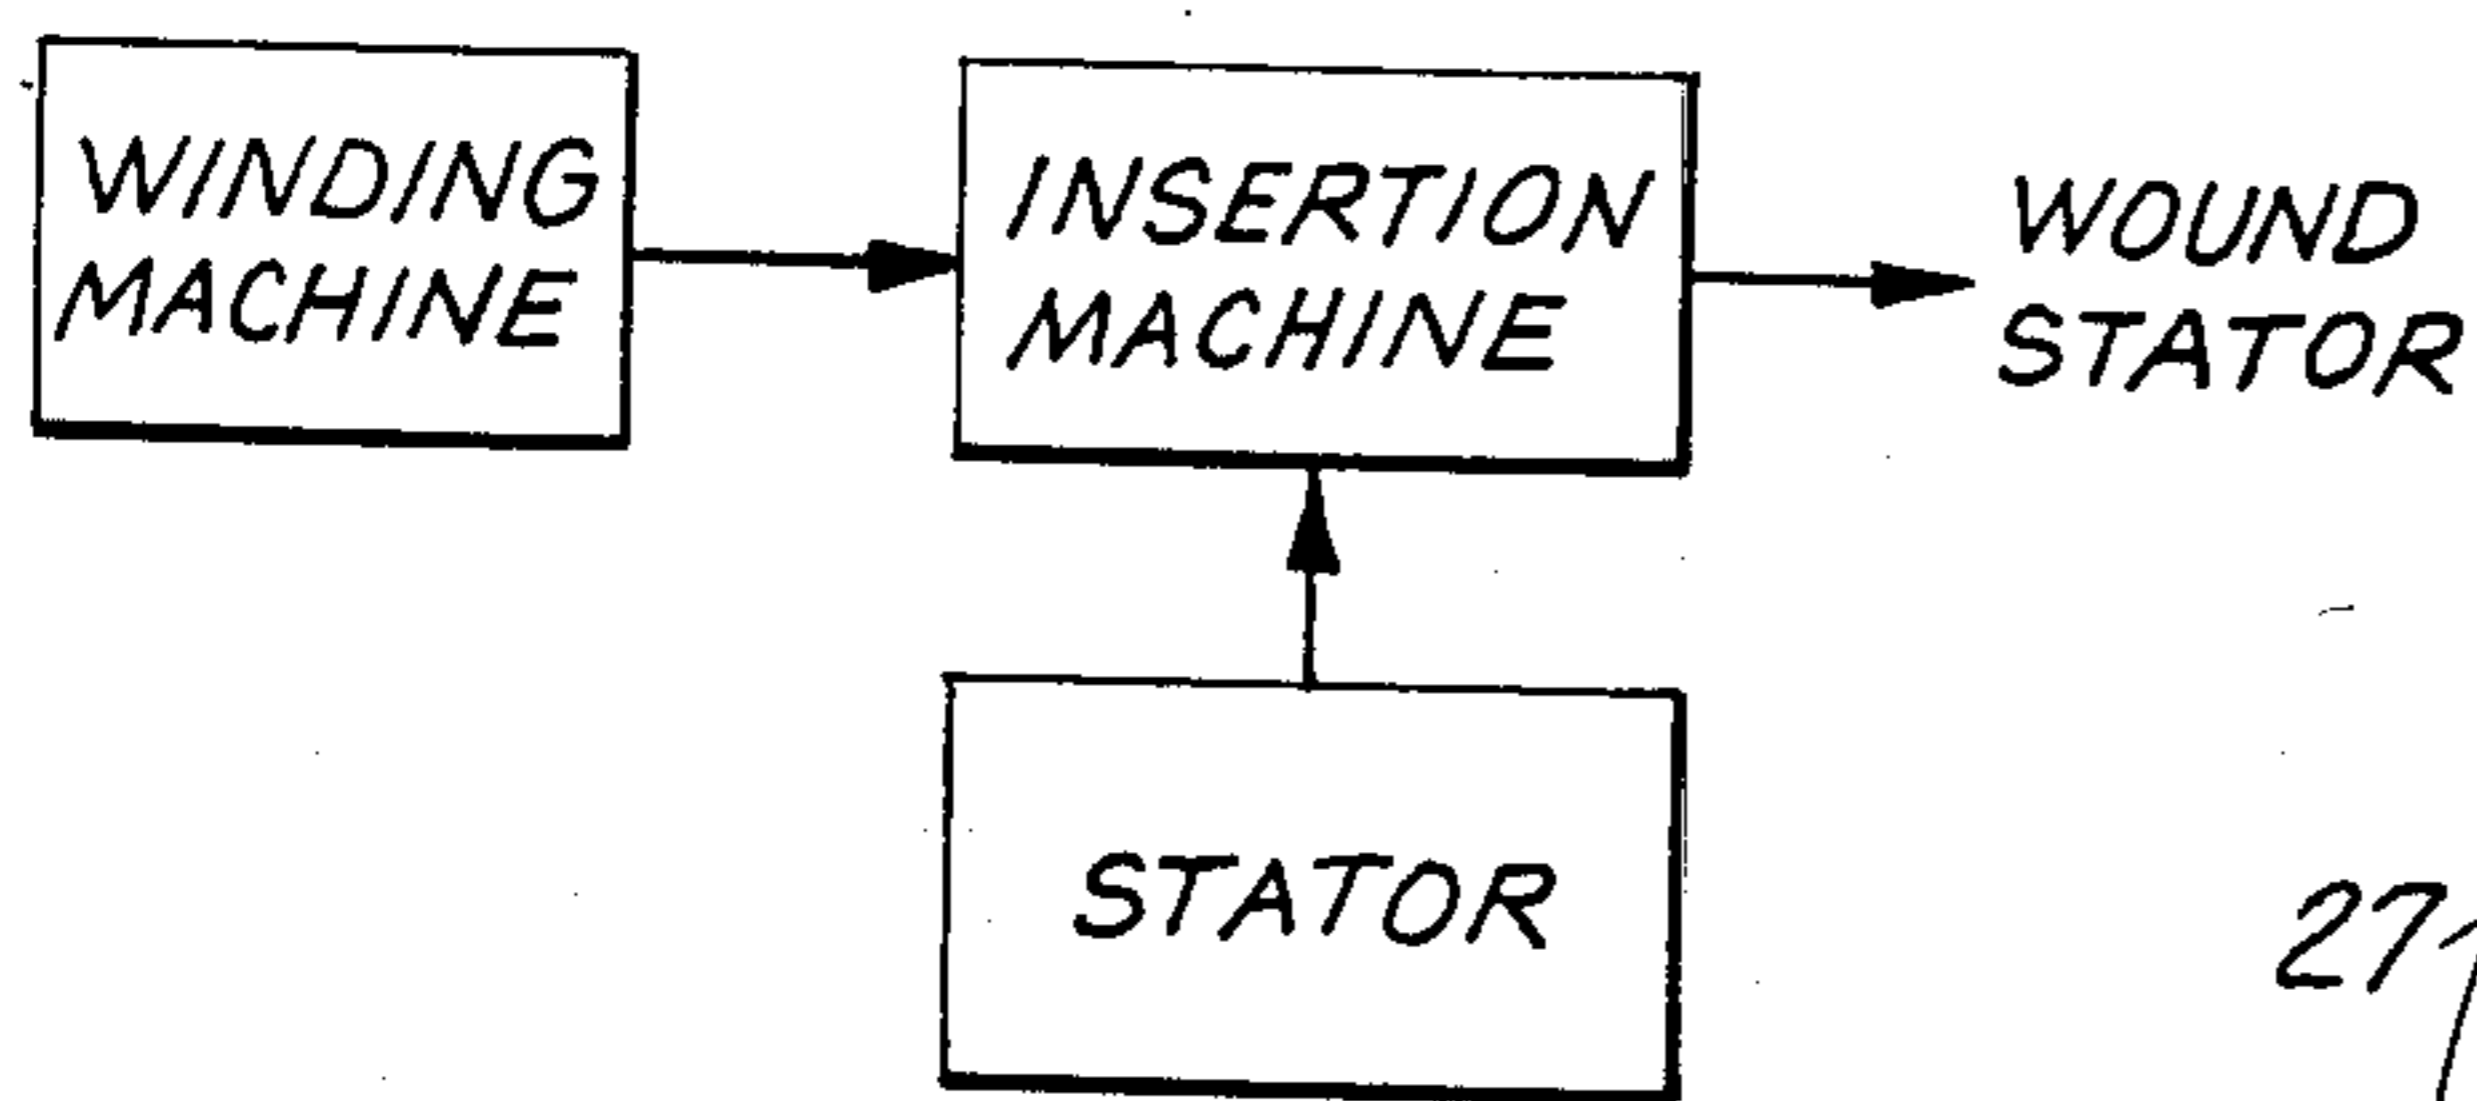 WINDING
MACHINE
INSERTION
MACHINE
WOUND
STATOR
STATOR
27